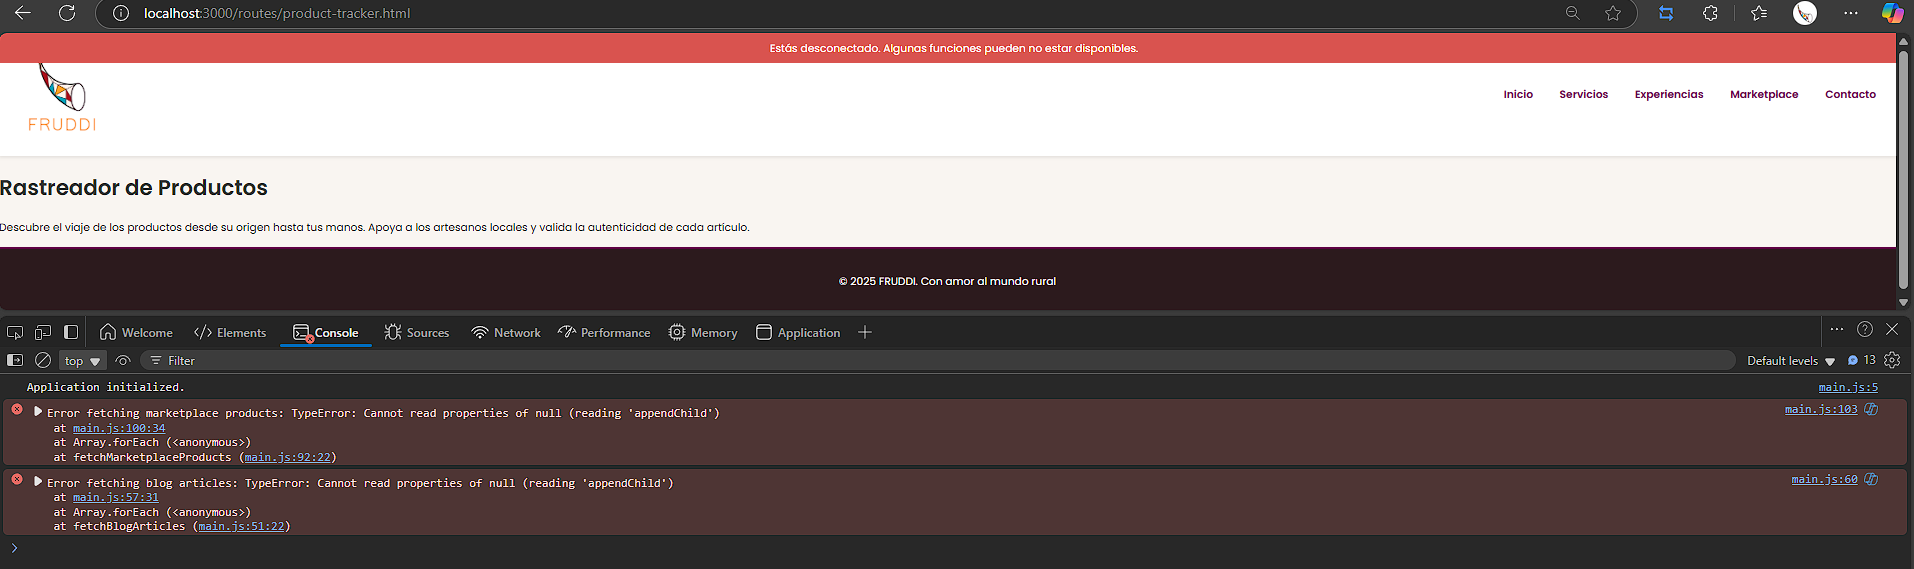 localhost:3000/routes/product-tracker.html
Estás desconectado. Algunas funciones pueden no estar disponibles.
FRUDDI
Inicio Servicios Experiencias Marketplace Contacto
Rastreador de Productos
Descubre el viaje de los productos desde su origen hasta tus manos. Apoya a los artesanos locales y valida la autenticidad de cada artículo.
© 2025 FRUDDI. Con amor al mundo rural
Welcome Elements Console Sources Network Performance Memory Application
top Filter Default levels 13
Application initialized. main.js:5
Error fetching marketplace products: TypeError: Cannot read properties of null (reading 'appendChild') main.js:103
at main.js:100:34
at Array.forEach (<anonymous>)
at fetchMarketplaceProducts (main.js:92:22)
Error fetching blog articles: TypeError: Cannot read properties of null (reading 'appendChild') main.js:60
at main.js:57:31
at Array.forEach (<anonymous>)
at fetchBlogArticles (main.js:51:22)